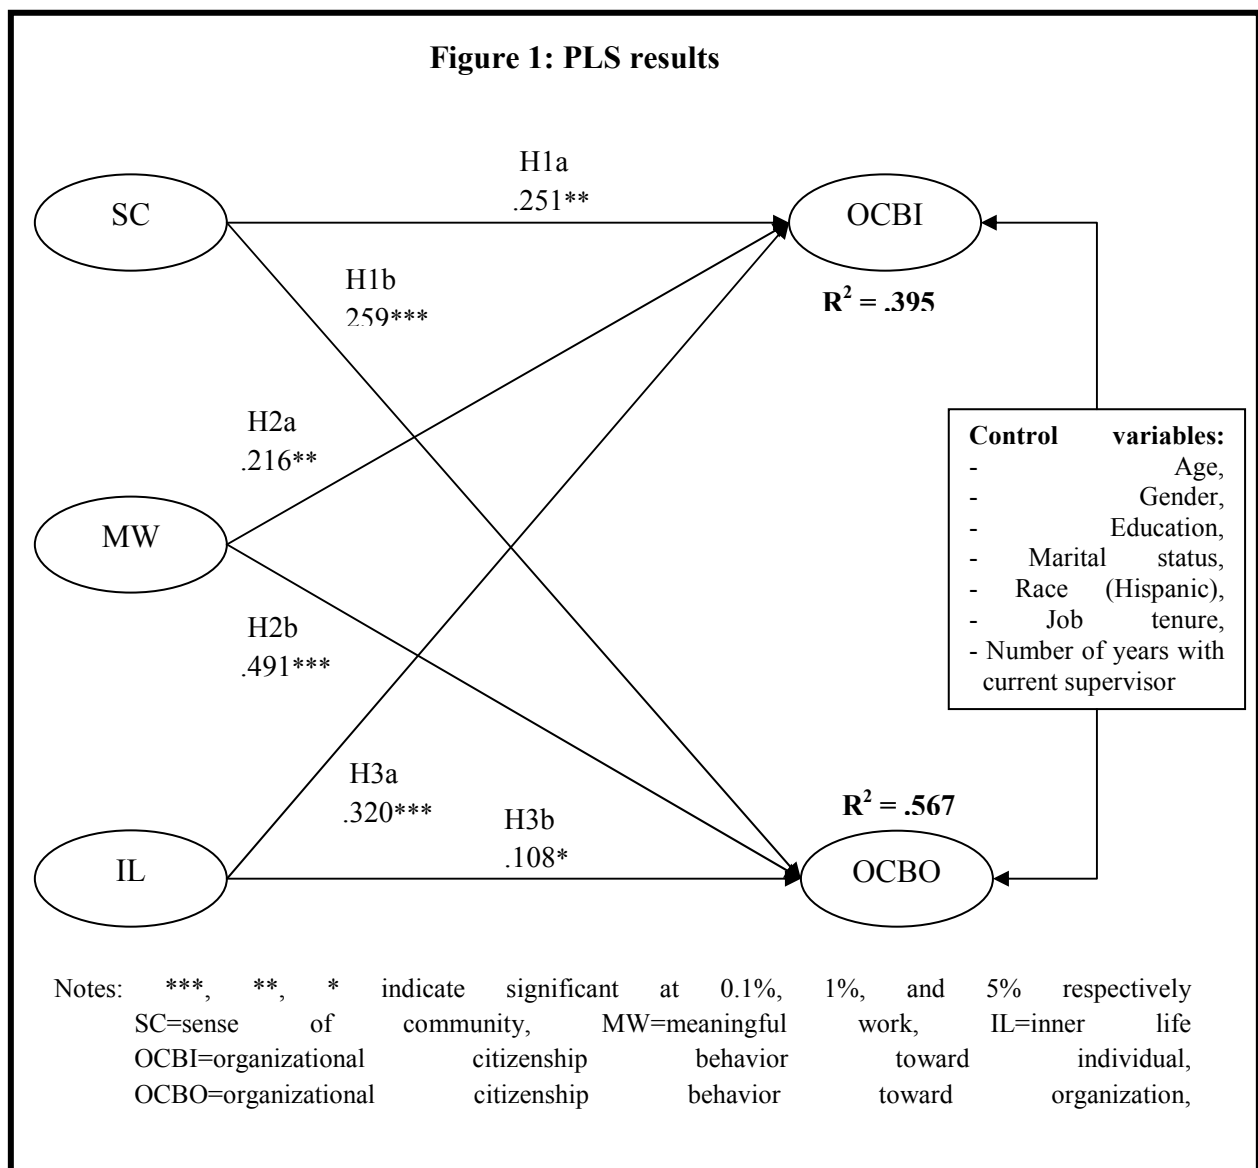 Figure 1: PLS results
H1a
.251**
SC
OCBI
R² = .395
H1b
259***
H2a
.216**
Control variables:
- Age,
- Gender,
- Education,
- Marital status,
- Race (Hispanic),
- Job tenure,
- Number of years with
current supervisor
MW
H2b
.491***
H3a
.320***
H3b
.108*
R² = .567
IL
OCBO
Notes: ***, **, * indicate significant at 0.1%, 1%, and 5% respectively
SC=sense of community, MW=meaningful work, IL=inner life
OCBI=organizational citizenship behavior toward individual,
OCBO=organizational citizenship behavior toward organization,